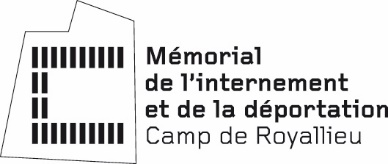 Mémorial
de l'internement
et de la déportation
Camp de Royallieu